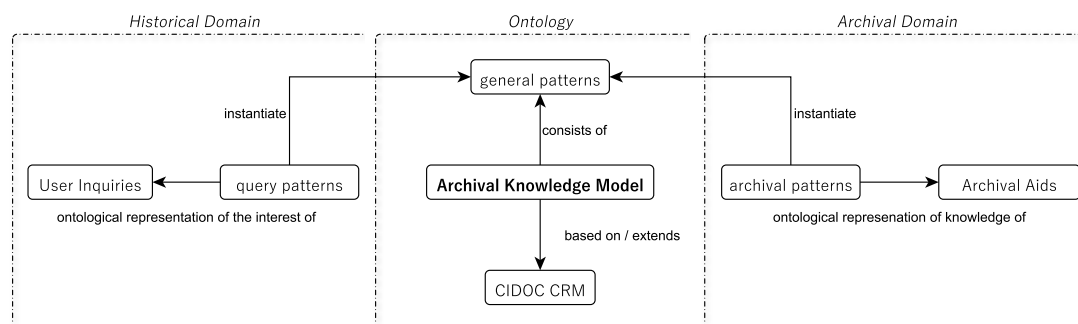 Historical Domain
Ontology
Archival Domain
general patterns
instantiate
instantiate
consists of
User Inquiries
query patterns
Archival Knowledge Model
archival patterns
Archival Aids
ontological representation of the interest of
ontological represenation of knowledge of
based on / extends
CIDOC CRM